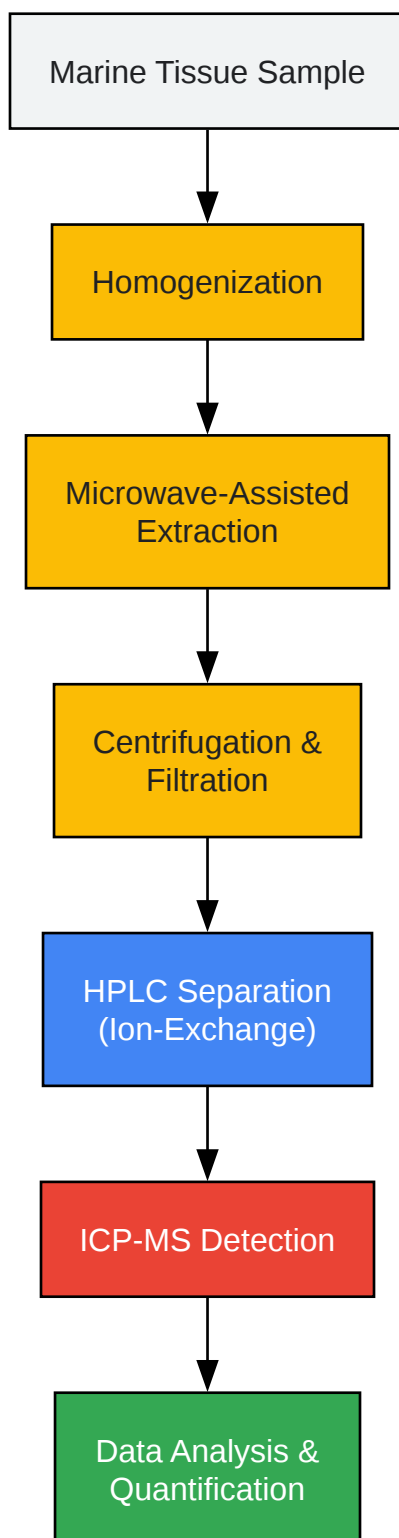 Marine Tissue Sample
Homogenization
Microwave-Assisted
Extraction
Centrifugation &
Filtration
HPLC Separation
(Ion-Exchange)
ICP-MS Detection
Data Analysis &
Quantification